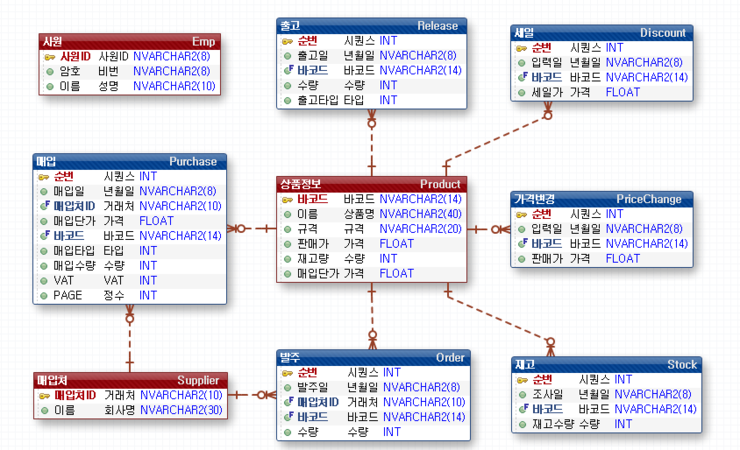 사원 Emp
사원ID 사원ID NVARCHAR2(8)
암호 비번 NVARCHAR2(8)
이름 성명 NVARCHAR2(10)
출고 Release
순번 시퀀스 INT
출고일 년월일 NVARCHAR2(8)
F 바코드 바코드 NVARCHAR2(14)
수량 수량 INT
출고타입 타입 INT
세일 Discount
순번 시퀀스 INT
입력일 년월일 NVARCHAR2(8)
F 바코드 바코드 NVARCHAR2(14)
세일가 가격 FLOAT
매입 Purchase
순번 시퀀스 INT
매입일 년월일 NVARCHAR2(8)
F 매입처ID 거래처 NVARCHAR2(10)
매입단가 가격 FLOAT
F 바코드 바코드 NVARCHAR2(14)
매입타입 타입 INT
매입수량 수량 INT
VAT VAT INT
PAGE 정수 INT
상품정보 Product
바코드 바코드 NVARCHAR2(14)
이름 상품명 NVARCHAR2(40)
규격 규격 NVARCHAR2(20)
판매가 가격 FLOAT
재고량 수량 INT
매입단가 가격 FLOAT
가격변경 PriceChange
순번 시퀀스 INT
입력일 년월일 NVARCHAR2(8)
F 바코드 바코드 NVARCHAR2(14)
판매가 가격 FLOAT
매입처 Supplier
매입처ID 거래처 NVARCHAR2(10)
이름 회사명 NVARCHAR2(30)
발주 Order
순번 시퀀스 INT
발주일 년월일 NVARCHAR2(8)
F 매입처ID 거래처 NVARCHAR2(10)
F 바코드 바코드 NVARCHAR2(14)
수량 수량 INT
재고 Stock
순번 시퀀스 INT
조사일 년월일 NVARCHAR2(8)
F 바코드 바코드 NVARCHAR2(14)
재고수량 수량 INT